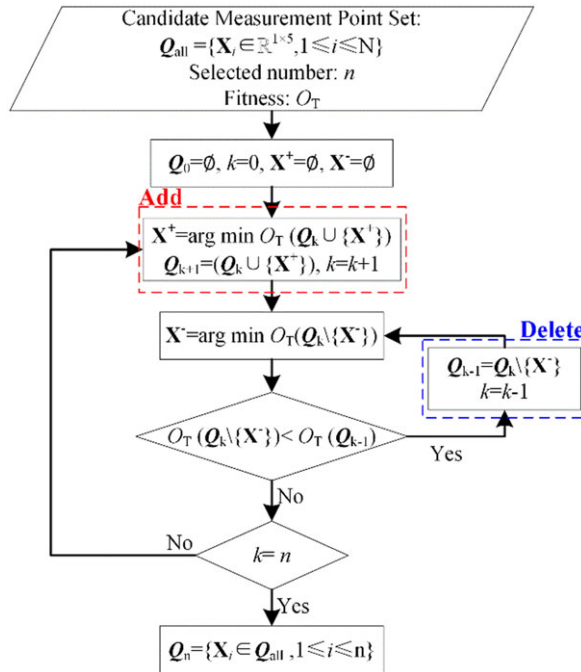 Candidate Measurement Point Set:
Q_all ={X_i∈ℝ^{1×5},1≤i≤N}
Selected number: n
Fitness: O_T
Q_0=∅, k=0, X^+=∅, X^-=∅
Add
X^+=arg min O_T (Q_k ∪ {X^+})
Q_{k+1}=(Q_k ∪ {X^+}), k=k+1
X^-=arg min O_T(Q_k\{X^-})
Delete
Q_{k-1}=Q_k\{X^-}
k=k-1
O_T (Q_k\{X^-})< O_T (Q_{k-1})
Yes
No
No
k= n
Yes
Q_n={X_i∈Q_all ,1≤i≤n}